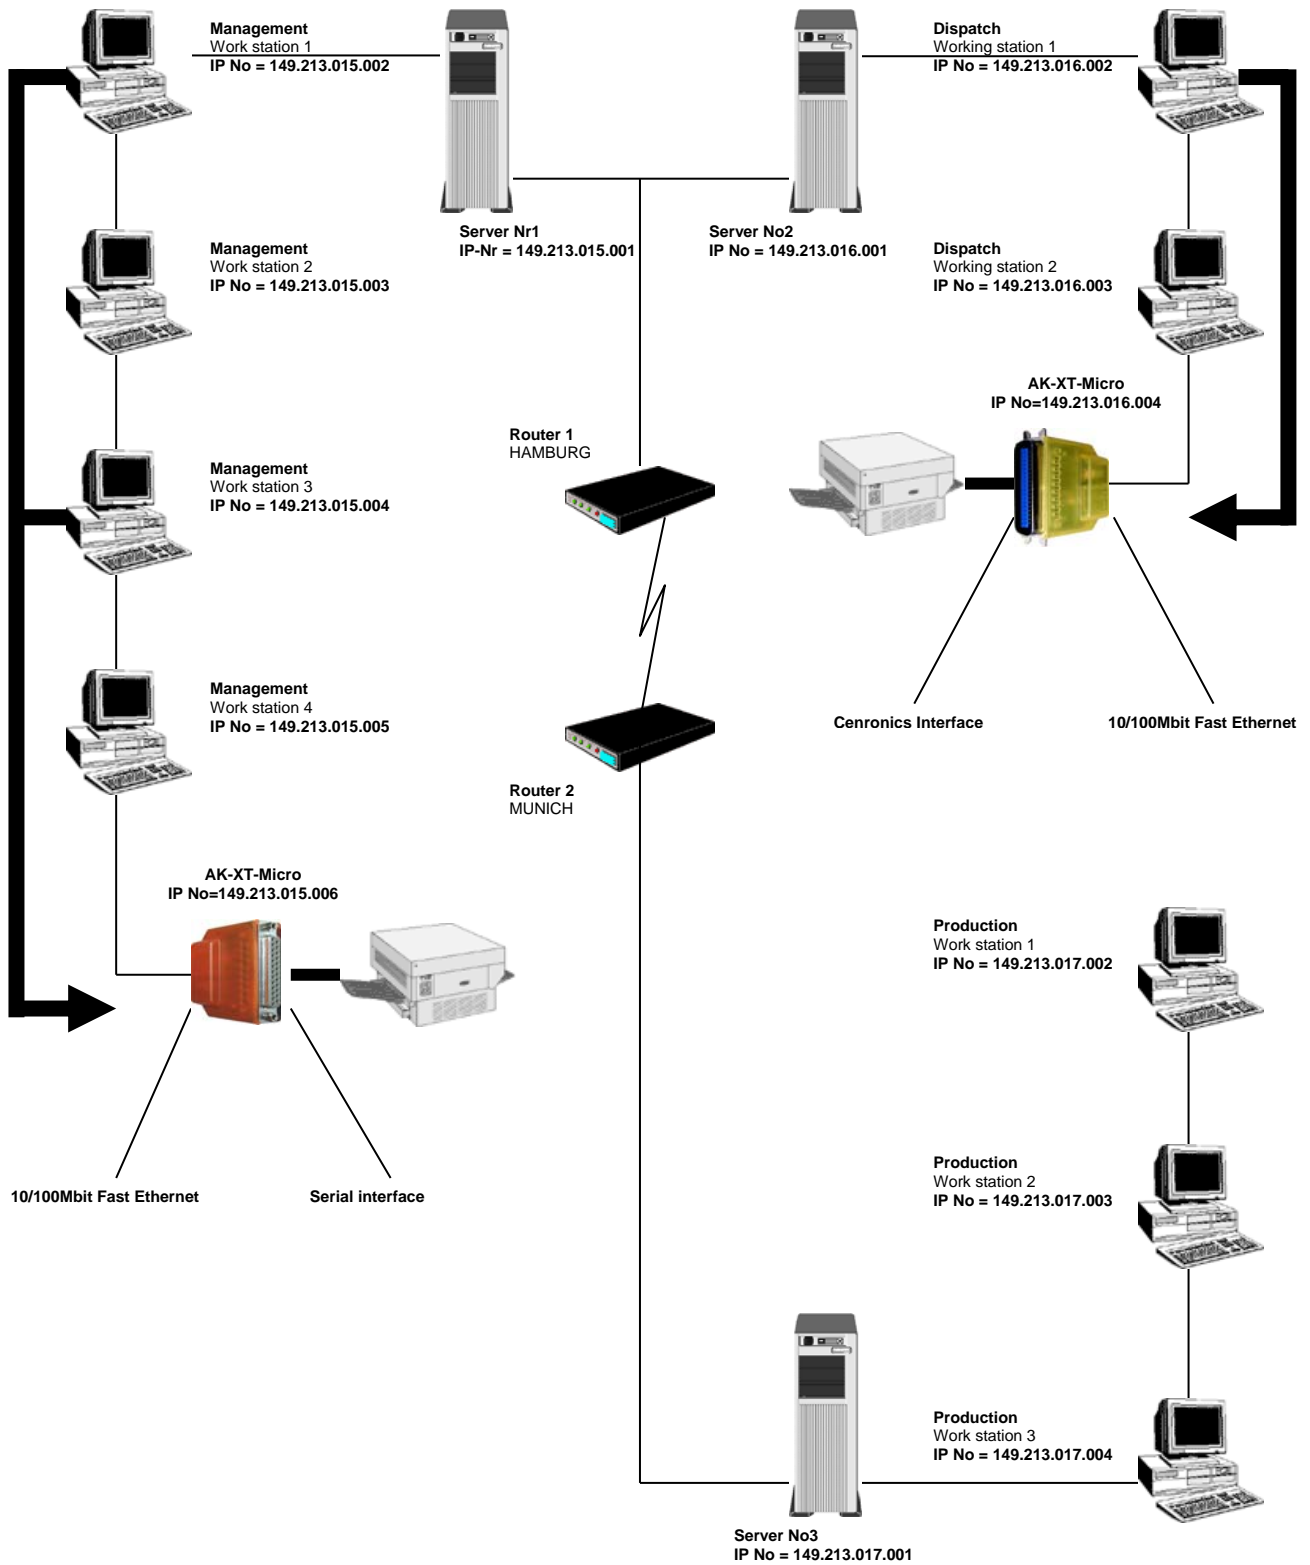 Management
Work station 1
IP No = 149.213.015.002
Dispatch
Working station 1
IP No = 149.213.016.002
Server Nr1
IP-Nr = 149.213.015.001
Server No2
IP No = 149.213.016.001
Management
Work station 2
IP No = 149.213.015.003
Dispatch
Working station 2
IP No = 149.213.016.003
AK-XT-Micro
IP No=149.213.016.004
Router 1
HAMBURG
Management
Work station 3
IP No = 149.213.015.004
Management
Work station 4
IP No = 149.213.015.005
Cenronics Interface
10/100Mbit Fast Ethernet
Router 2
MUNICH
AK-XT-Micro
IP No=149.213.015.006
Production
Work station 1
IP No = 149.213.017.002
10/100Mbit Fast Ethernet
Serial interface
Production
Work station 2
IP No = 149.213.017.003
Production
Work station 3
IP No = 149.213.017.004
Server No3
IP No = 149.213.017.001